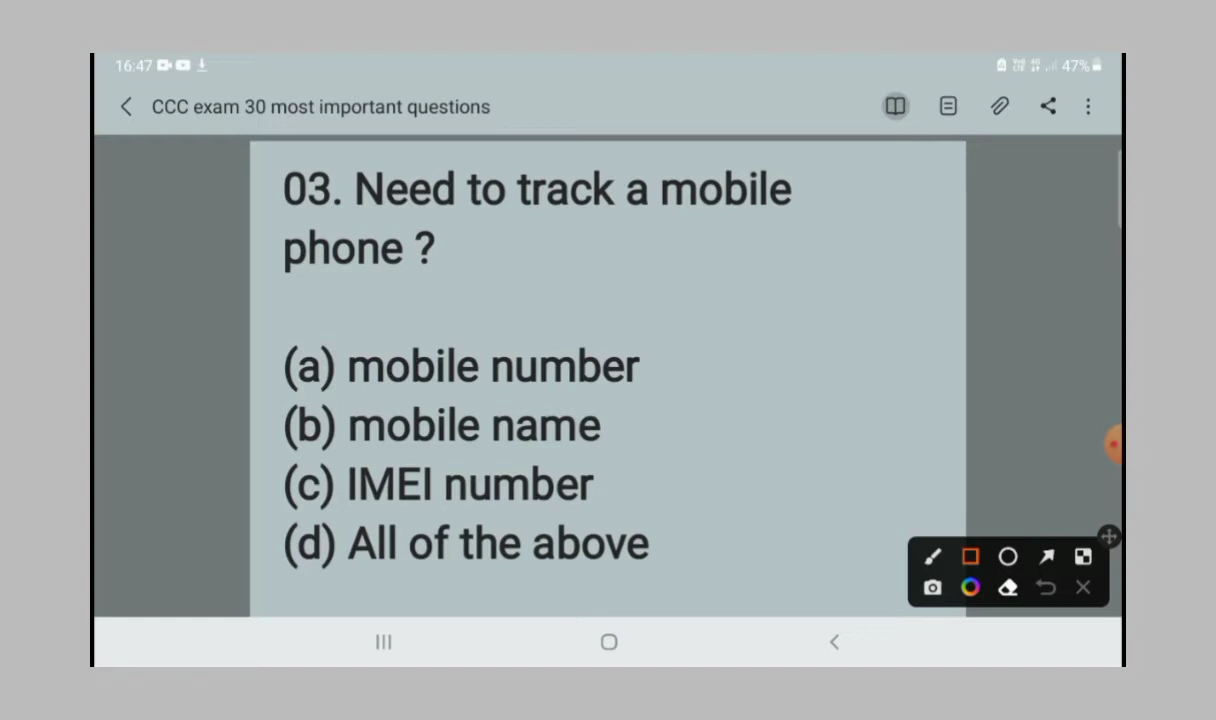 16:47
47%
CCC exam 30 most important questions
03. Need to track a mobile
phone ?
(a) mobile number
(b) mobile name
(c) IMEI number
(d) All of the above